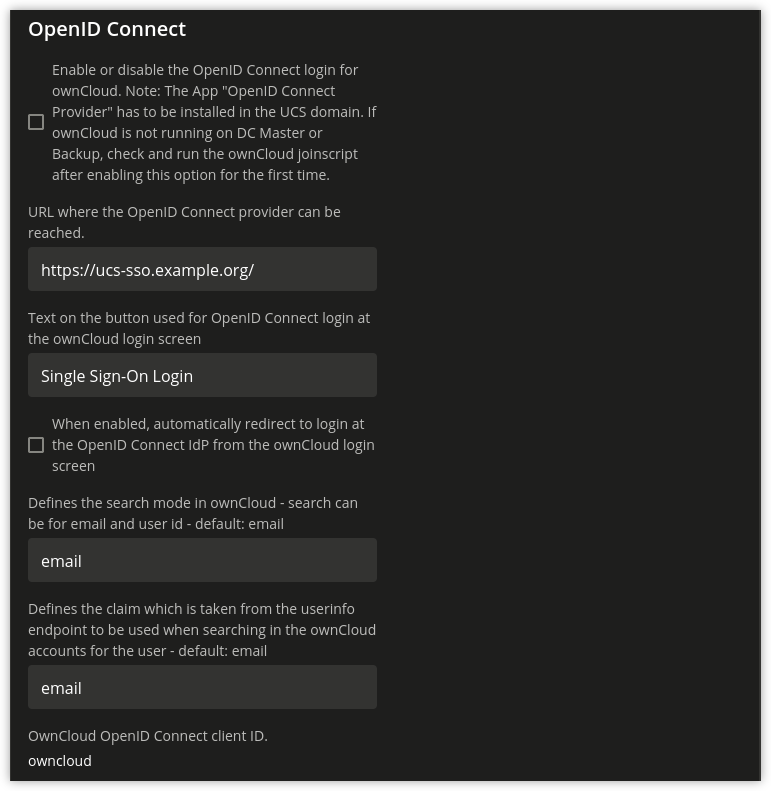 OpenID Connect
Enable or disable the OpenID Connect login for
ownCloud. Note: The App "OpenID Connect
Provider" has to be installed in the UCS domain. If
ownCloud is not running on DC Master or
Backup, check and run the ownCloud joinscript
after enabling this option for the first time.
URL where the OpenID Connect provider can be
reached.
https://ucs-sso.example.org/
Text on the button used for OpenID Connect login at
the ownCloud login screen
Single Sign-On Login
When enabled, automatically redirect to login at
the OpenID Connect IdP from the ownCloud login
screen
Defines the search mode in ownCloud - search can
be for email and user id - default: email
email
Defines the claim which is taken from the userinfo
endpoint to be used when searching in the ownCloud
accounts for the user - default: email
email
OwnCloud OpenID Connect client ID.
owncloud